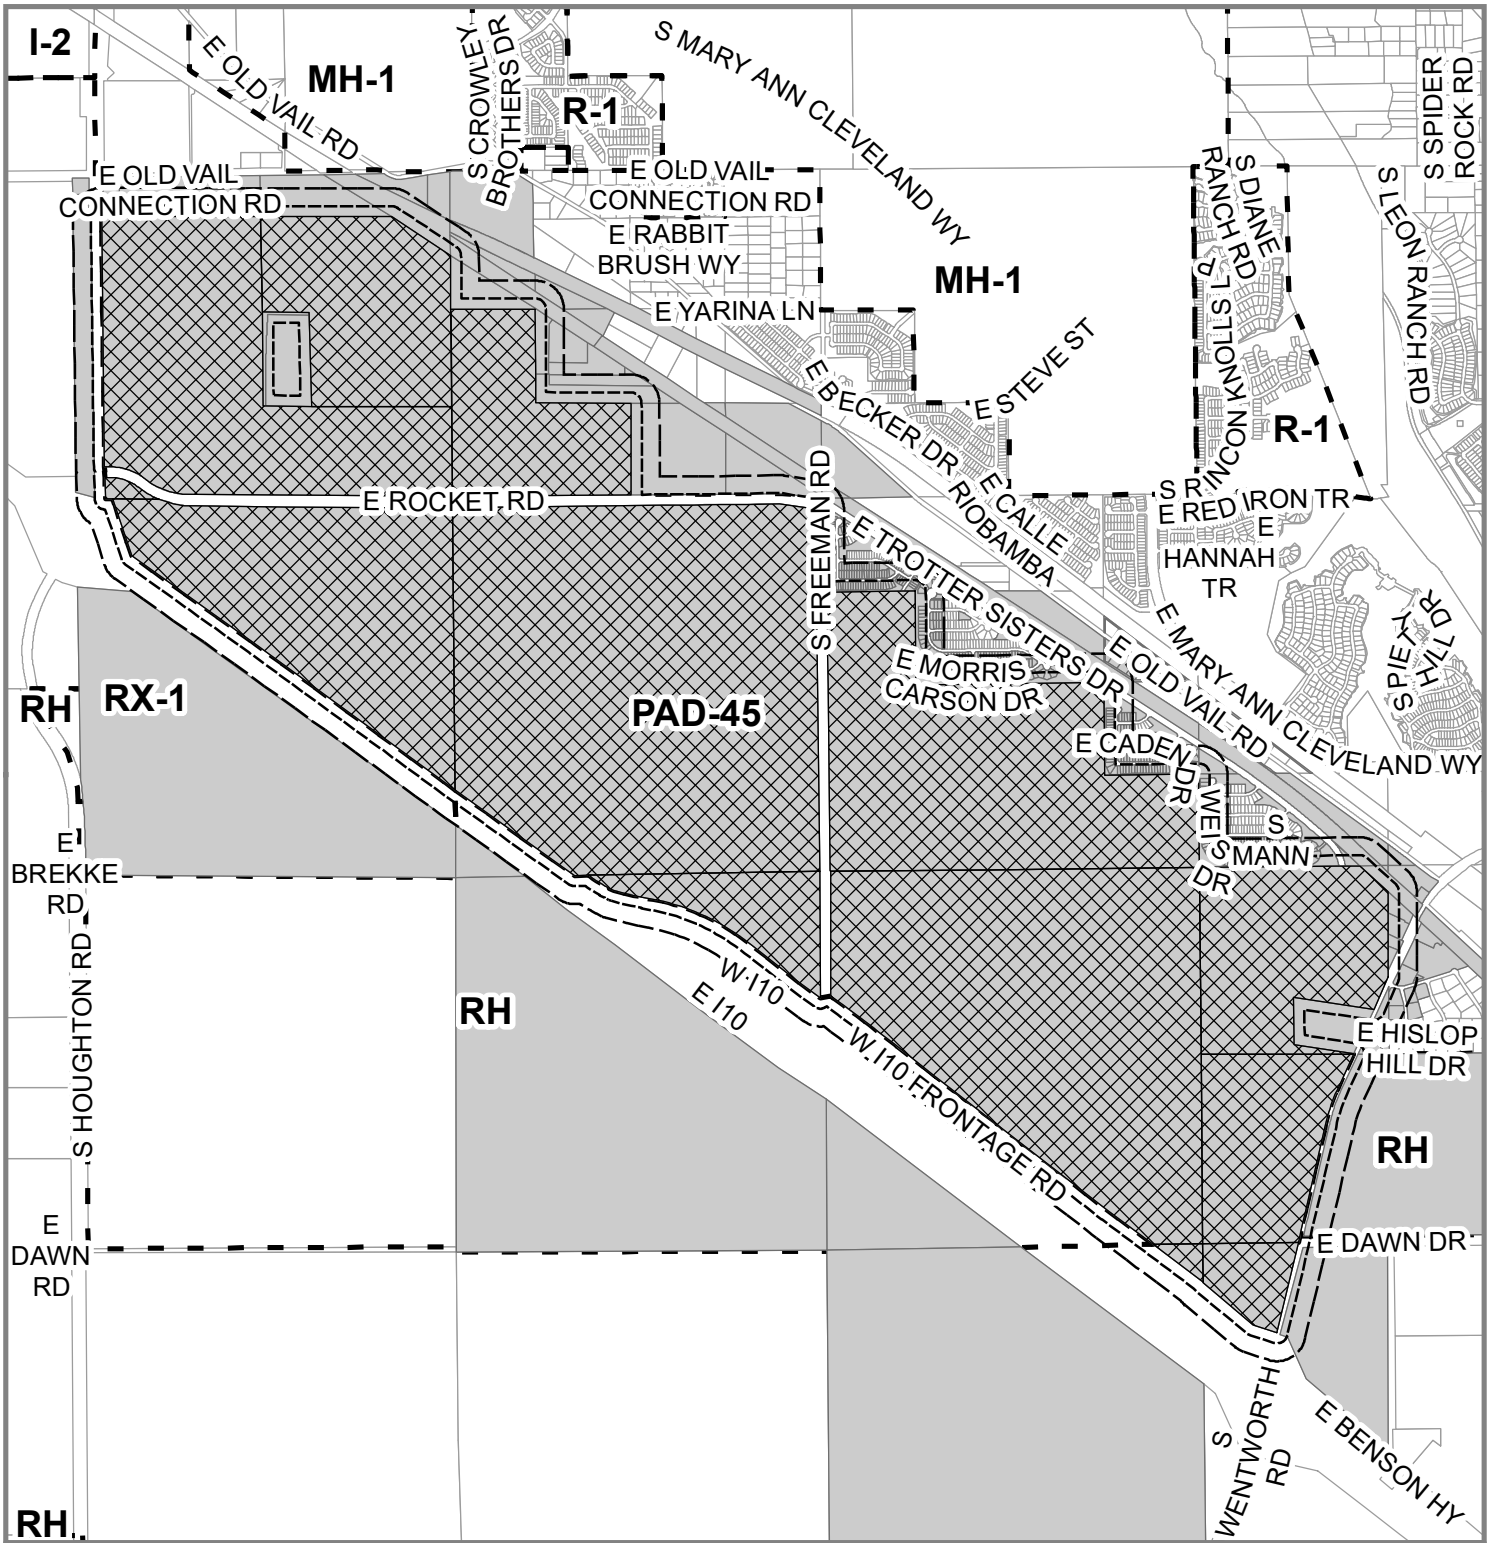 I-2
E OLD VAIL RD
MH-1
S CROWLEY
BROTHERS DR
R-1
S MARY ANN CLEVELAND WY
S SPIDER
ROCK RD
E OLD VAIL
CONNECTION RD
E OLD VAIL
CONNECTION RD
E RABBIT
BRUSH WY
E YARINA LN
MH-1
S DIANE
RANCH RD
S LEON RANCH RD
E BECKER DR
E STEVE ST
S RINCON KNOLLS LP
R-1
E ROCKET RD
S FREEMAN RD
E CALLE
RIOBAMBA
E RED IRON TR
E
HANNAH
TR
E TROTTER SISTERS DR
E MORRIS
CARSON DR
E OLD VAIL RD
E MARY ANN CLEVELAND WY
S PIETY
HILL DR
RH
RX-1
PAD-45
E CADEN
DR
S
WEISMANN
DR
E
BREKKE
RD
S HOUGHTON RD
RH
W I10
E I10
W I10 FRONTAGE RD
E HISLOP
HILL DR
RH
E
DAWN
RD
E DAWN DR
S
WENTWORTH
RD
E BENSON HY
RH